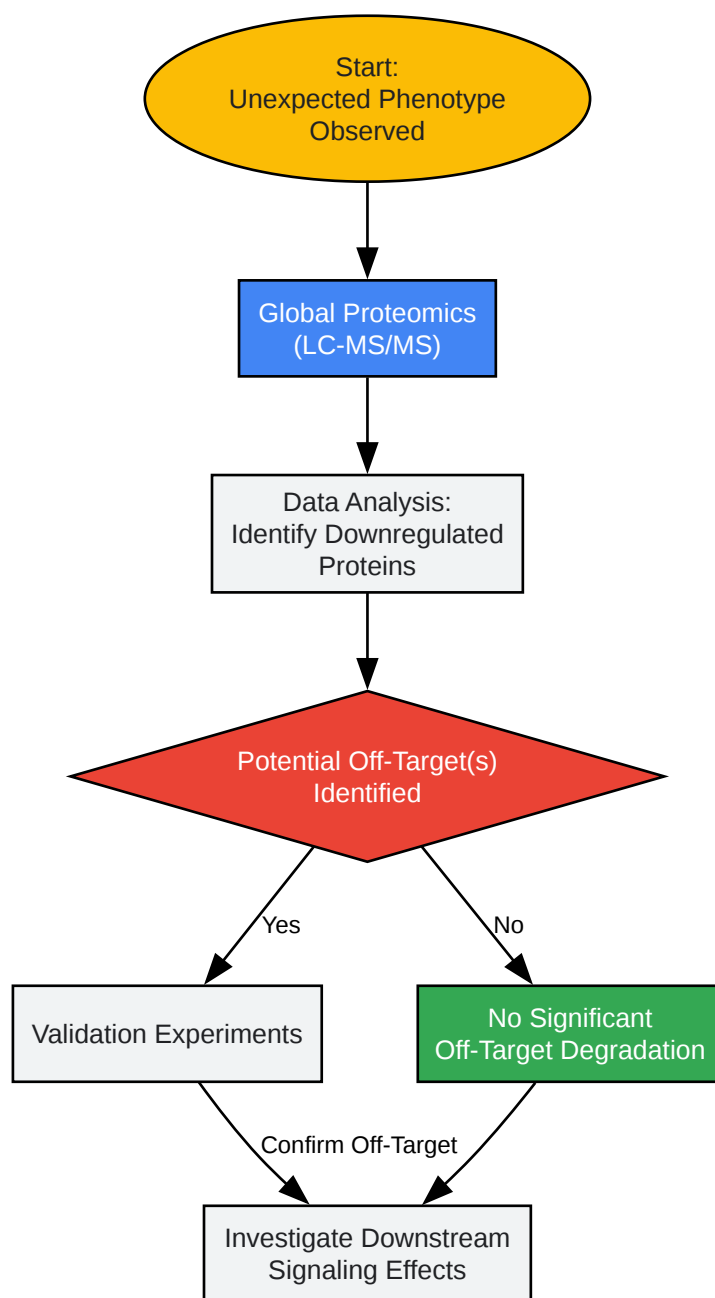 Start:
Unexpected Phenotype
Observed
Global Proteomics
(LC-MS/MS)
Data Analysis:
Identify Downregulated
Proteins
Potential Off-Target(s)
Identified
Yes
No
Validation Experiments
No Significant
Off-Target Degradation
Confirm Off-Target
Investigate Downstream
Signaling Effects